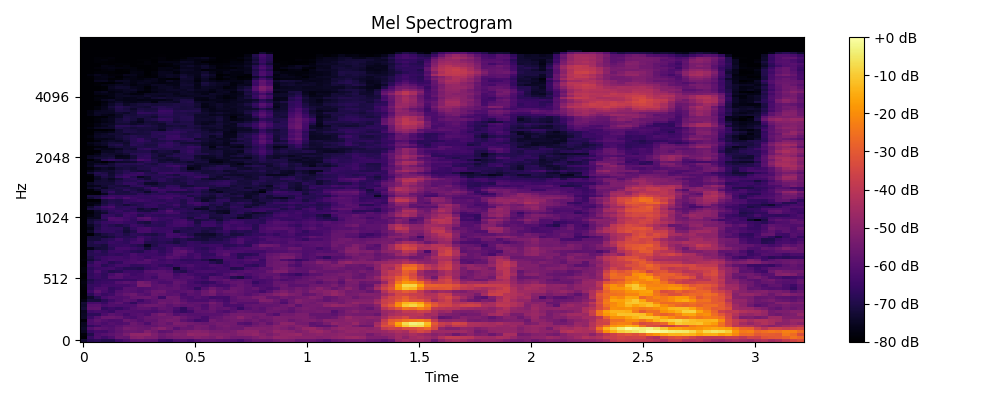 Mel Spectrogram
Hz
4096
2048
1024
512
0
0
0.5
1
1.5
2
2.5
3
Time
+0 dB
-10 dB
-20 dB
-30 dB
-40 dB
-50 dB
-60 dB
-70 dB
-80 dB